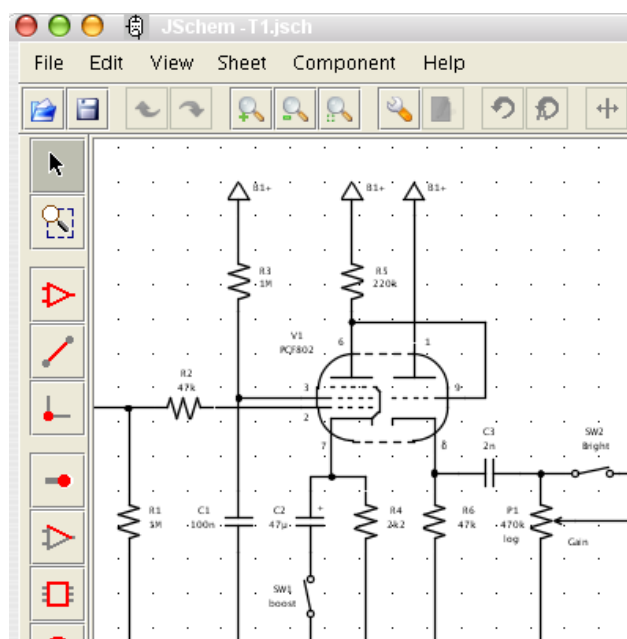 JSchem -T1.jsch
File Edit View Sheet Component Help
B1+ B1+ B1+
R3
1M
R5
220k
V1
PCF802
6 1
R2
47k
3 9
2
7 8
C3
2n
SW2
Bright
R1
1M
C1
100n
C2
47µ
+
R4
2k2
R6
47k
P1
470k
log
Gain
SW1
boost